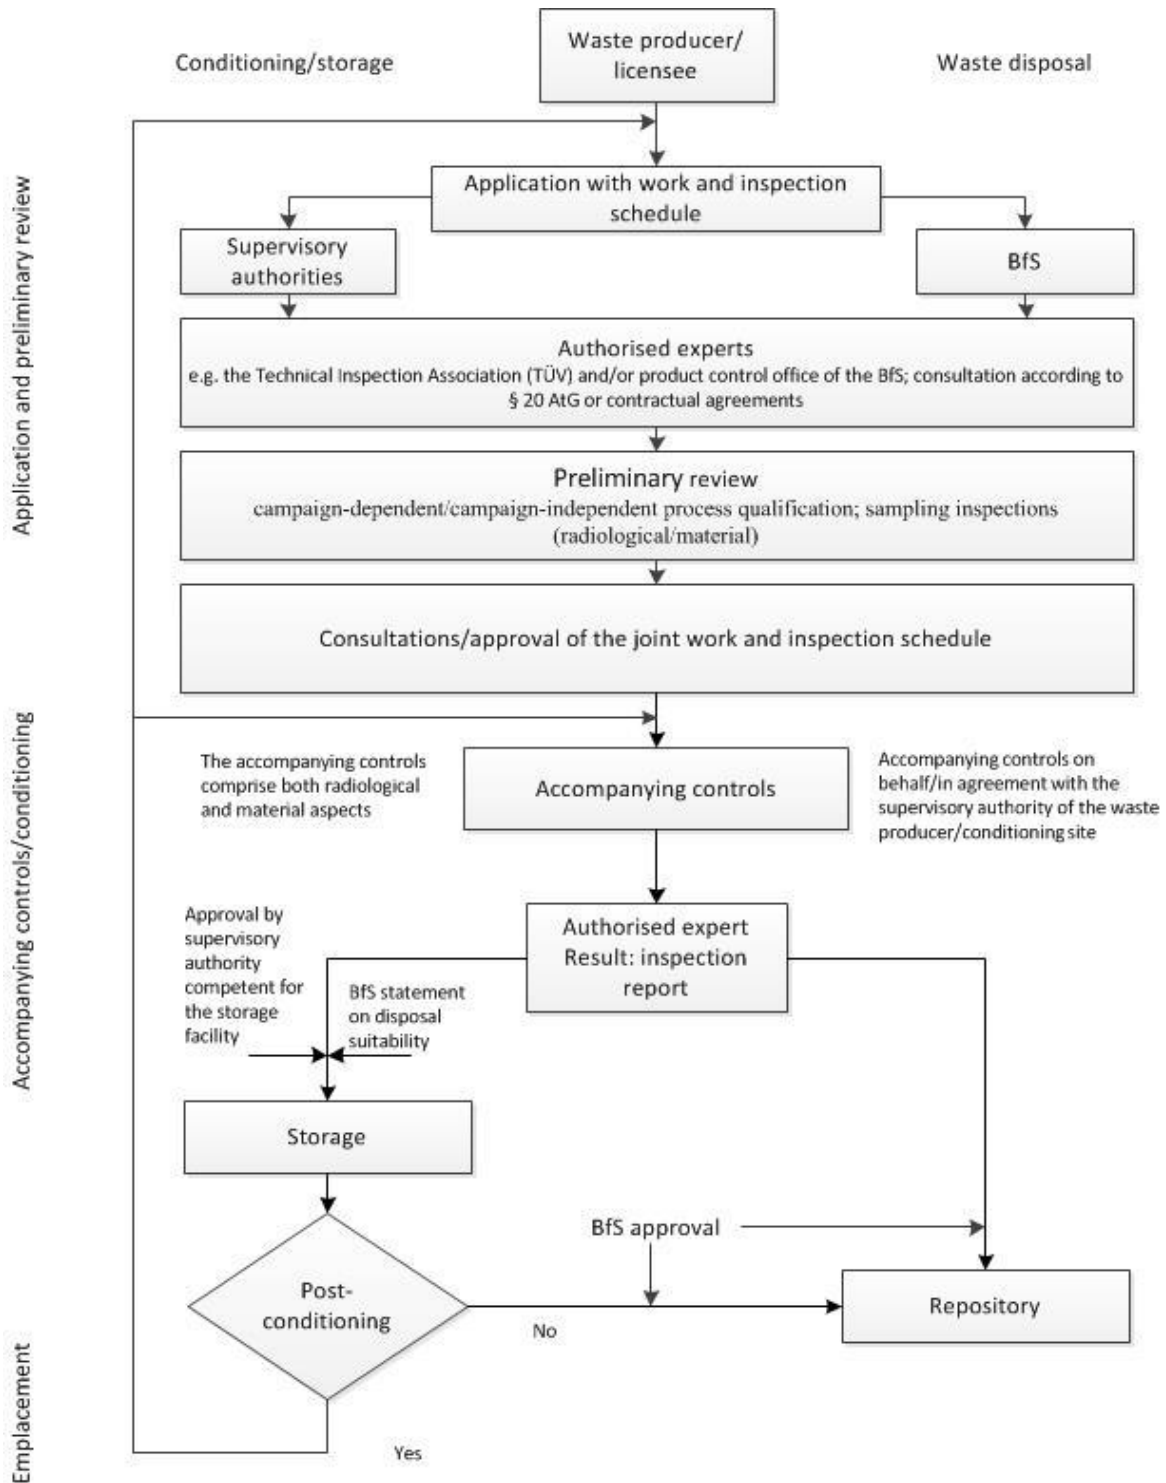 Waste producer/
licensee
Conditioning/storage
Waste disposal
Application and preliminary review
Application with work and inspection
schedule
Supervisory
authorities
BfS
Authorised experts
e.g. the Technical Inspection Association (TÜV) and/or product control office of the BfS; consultation according to
§ 20 AtG or contractual agreements
Preliminary review
campaign-dependent/campaign-independent process qualification; sampling inspections
(radiological/material)
Consultations/approval of the joint work and inspection schedule
Accompanying controls/conditioning
The accompanying controls
comprise both radiological
and material aspects
Accompanying controls
Accompanying controls on
behalf/in agreement with the
supervisory authority of the waste
producer/conditioning site
Authorised expert
Result: inspection
report
Approval by
supervisory
authority
competent for
the storage
facility
BfS statement
on disposal
suitability
Storage
BfS approval
Post-
conditioning
No
Repository
Emplacement
Yes